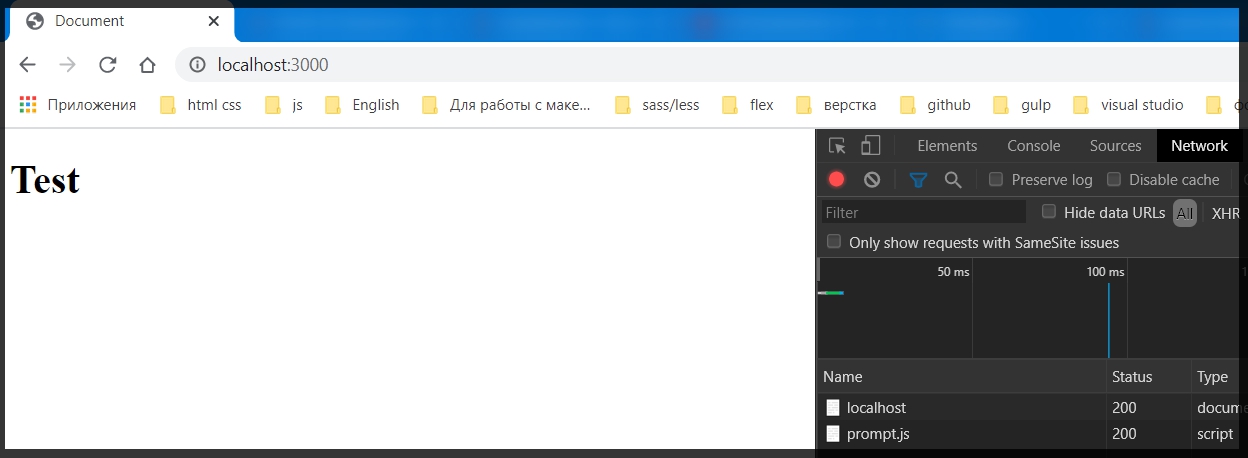 Document
localhost:3000
Приложения html css js English Для работы с маке... sass/less flex верстка github gulp visual studio
Test
Elements Console Sources Network
Preserve log Disable cache
Filter Hide data URLs All XHR
Only show requests with SameSite issues
50 ms 100 ms
Name Status Type
localhost 200 docume
prompt.js 200 script